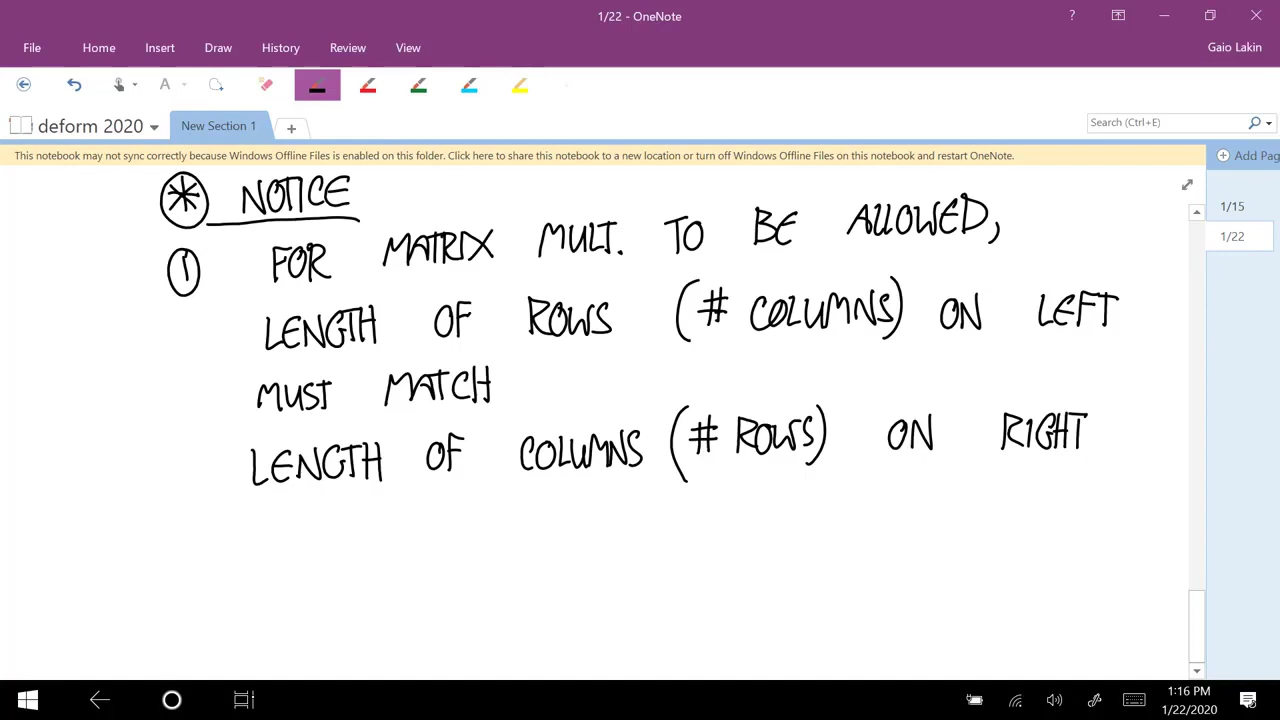 1/22 - OneNote
?
File Home Insert Draw History Review View
Gaio Lakin
A
deform 2020
New Section 1
+
Search (Ctrl+E)
This notebook may not sync correctly because Windows Offline Files is enabled on this folder. Click here to share this notebook to a new location or turn off Windows Offline Files on this notebook and restart OneNote.
Add Pag
1/15
1/22
* NOTICE
1 FOR MATRIX MULT. TO BE ALLOWED,
LENGTH OF ROWS (# COLUMNS) ON LEFT
MUST MATCH
LENGTH OF COLUMNS (# ROWS) ON RIGHT
1:16 PM
1/22/2020